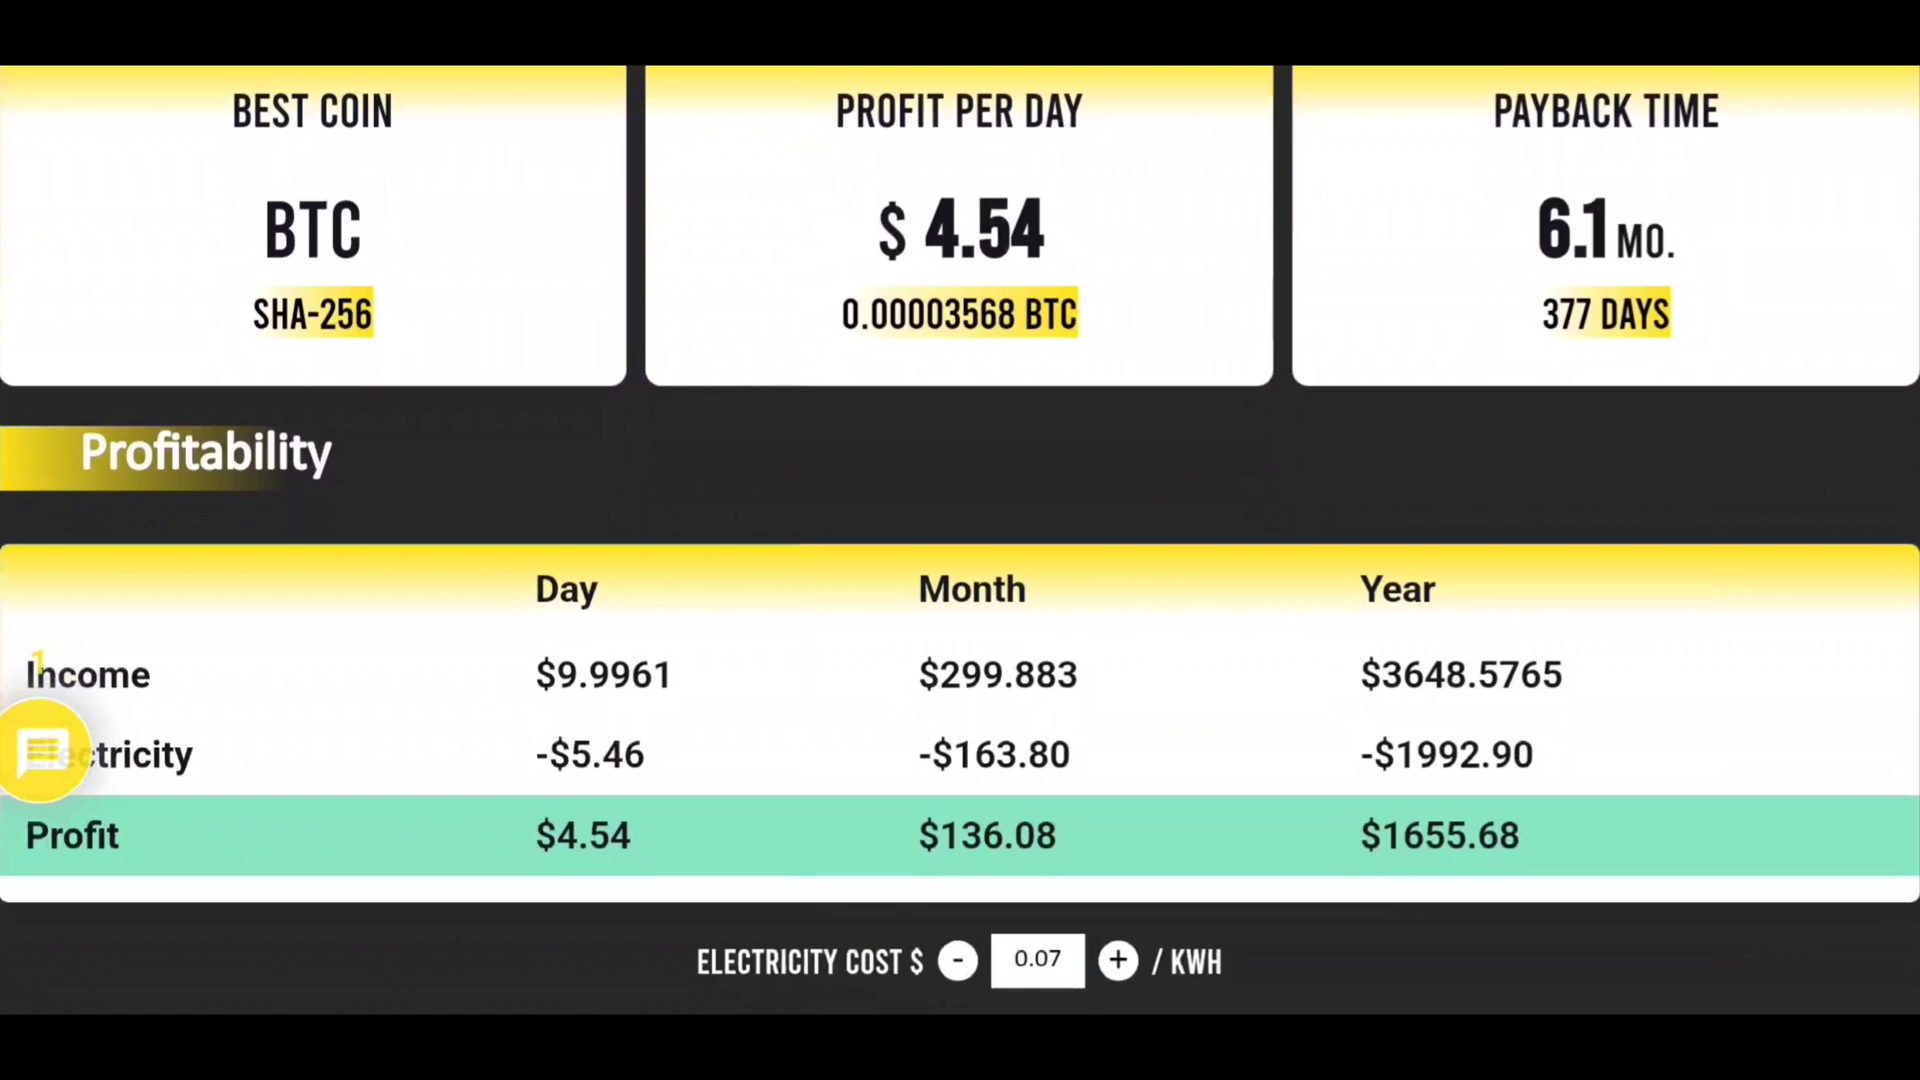 BEST COIN
BTC
SHA-256
PROFIT PER DAY
$ 4.54
0.00003568 BTC
PAYBACK TIME
6.1 MO.
377 DAYS
Profitability
Day Month Year
1
Income $9.9961 $299.883 $3648.5765
Electricity -$5.46 -$163.80 -$1992.90
Profit $4.54 $136.08 $1655.68
ELECTRICITY COST $ - 0.07 + / KWH